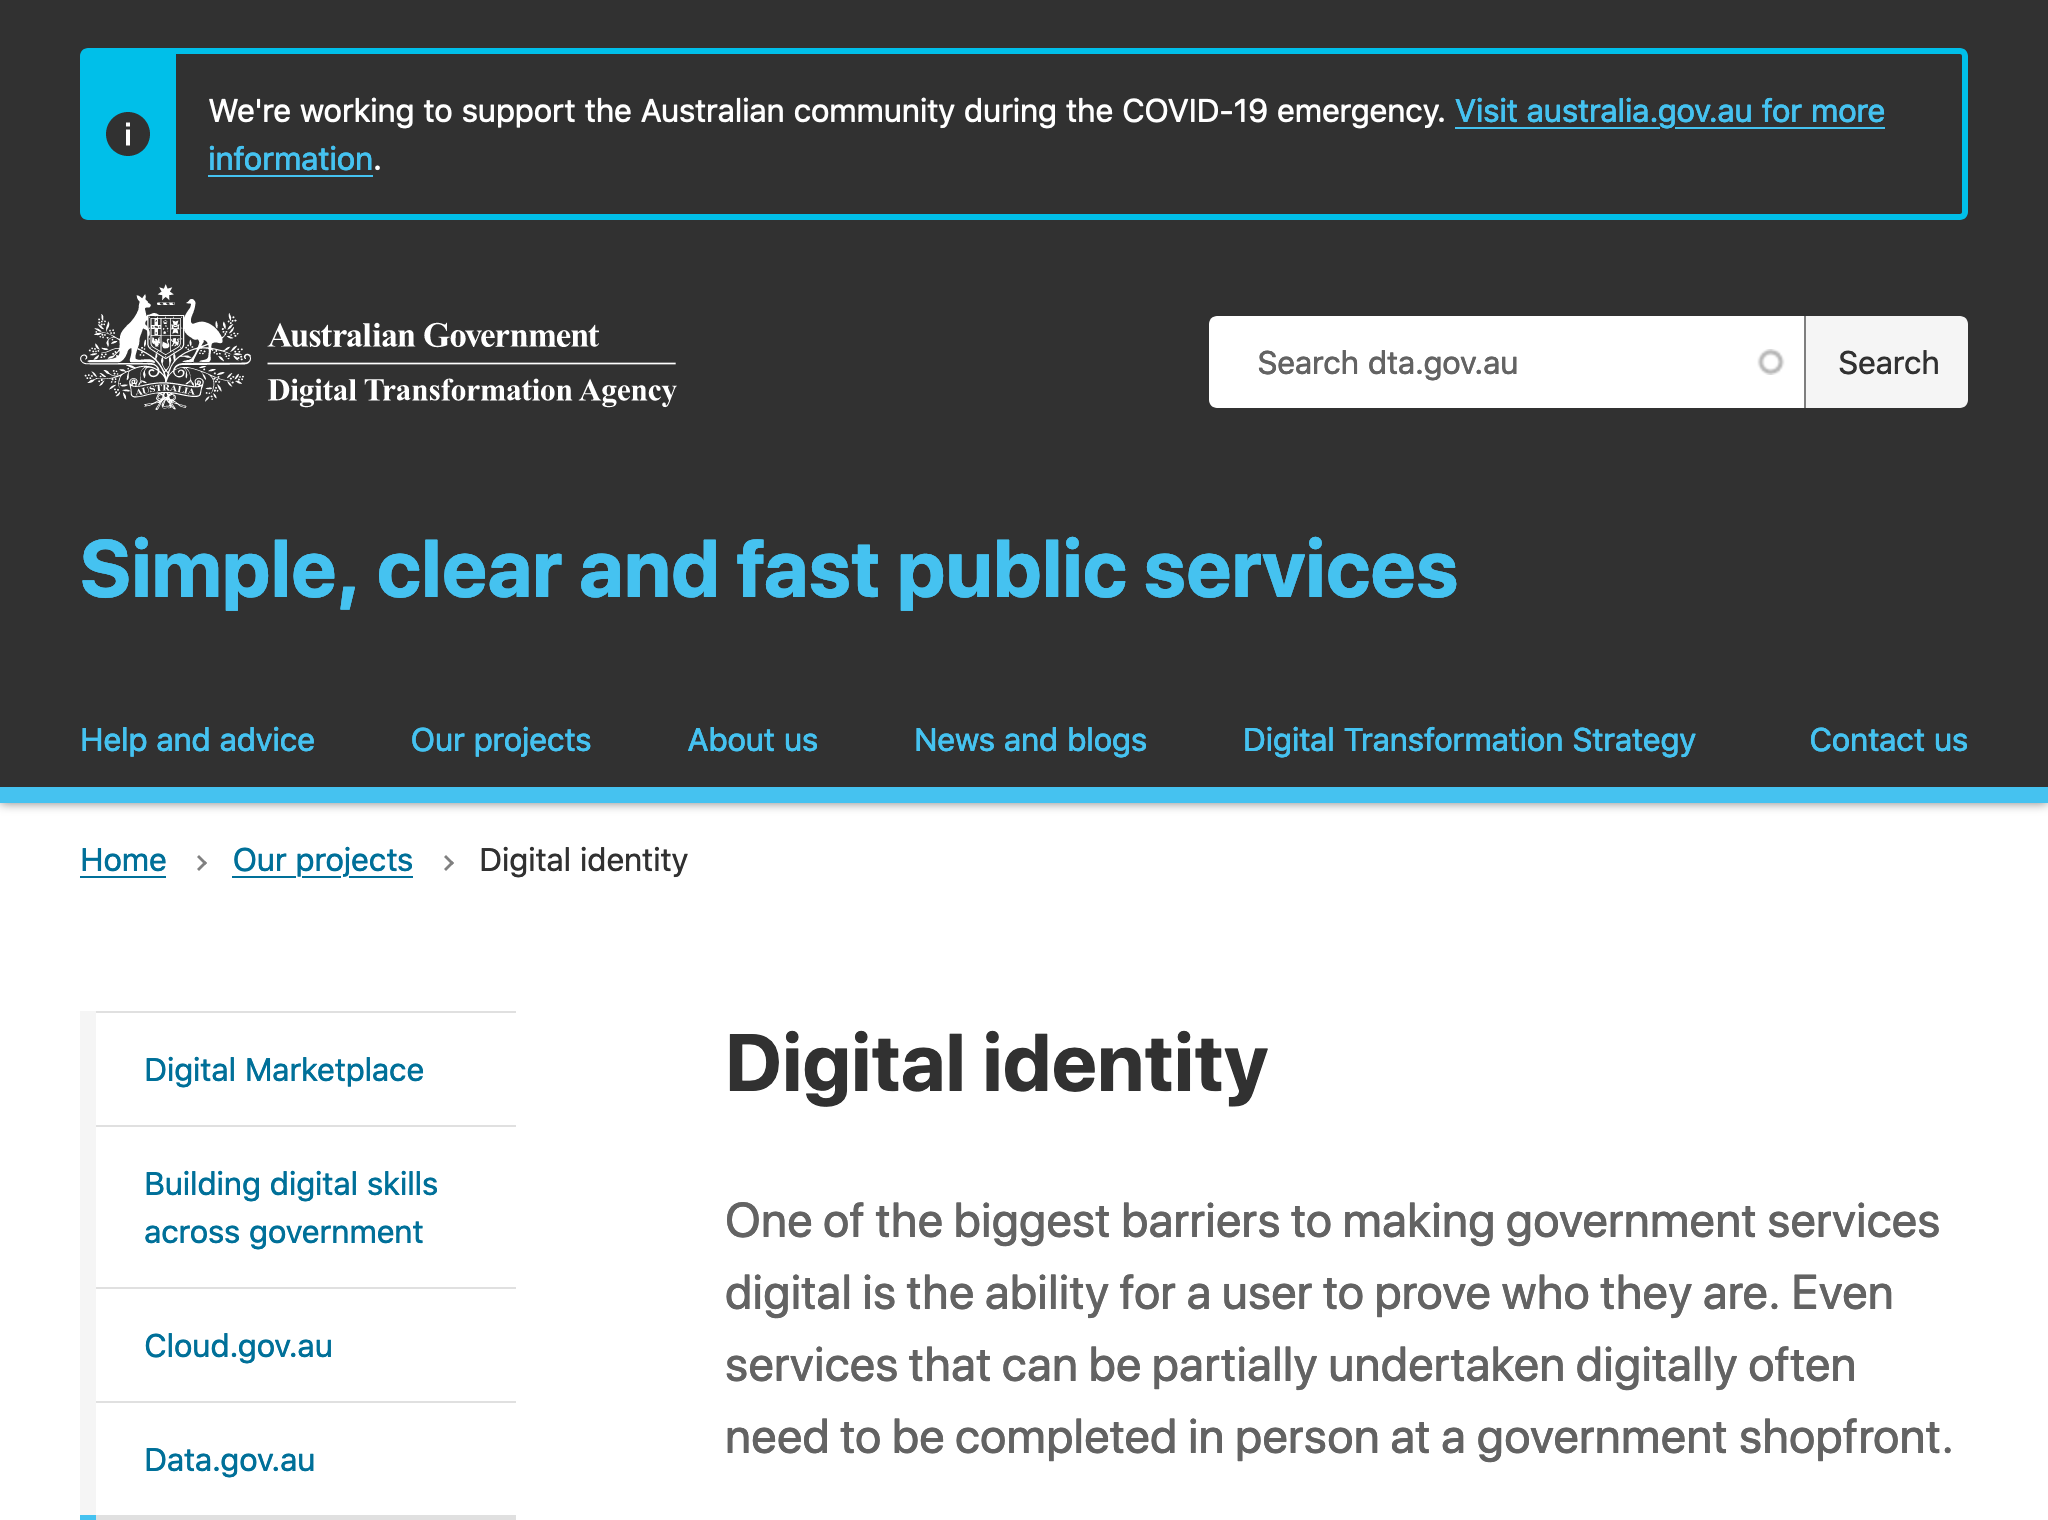 We're working to support the Australian community during the COVID-19 emergency. Visit australia.gov.au for more
information.
AUSTRALIA
Australian Government
Digital Transformation Agency
Search dta.gov.au
Search
Simple, clear and fast public services
Help and advice
Our projects
About us
News and blogs
Digital Transformation Strategy
Contact us
Home > Our projects > Digital identity
Digital Marketplace
Building digital skills
across government
Cloud.gov.au
Data.gov.au
Digital identity
One of the biggest barriers to making government services
digital is the ability for a user to prove who they are. Even
services that can be partially undertaken digitally often
need to be completed in person at a government shopfront.